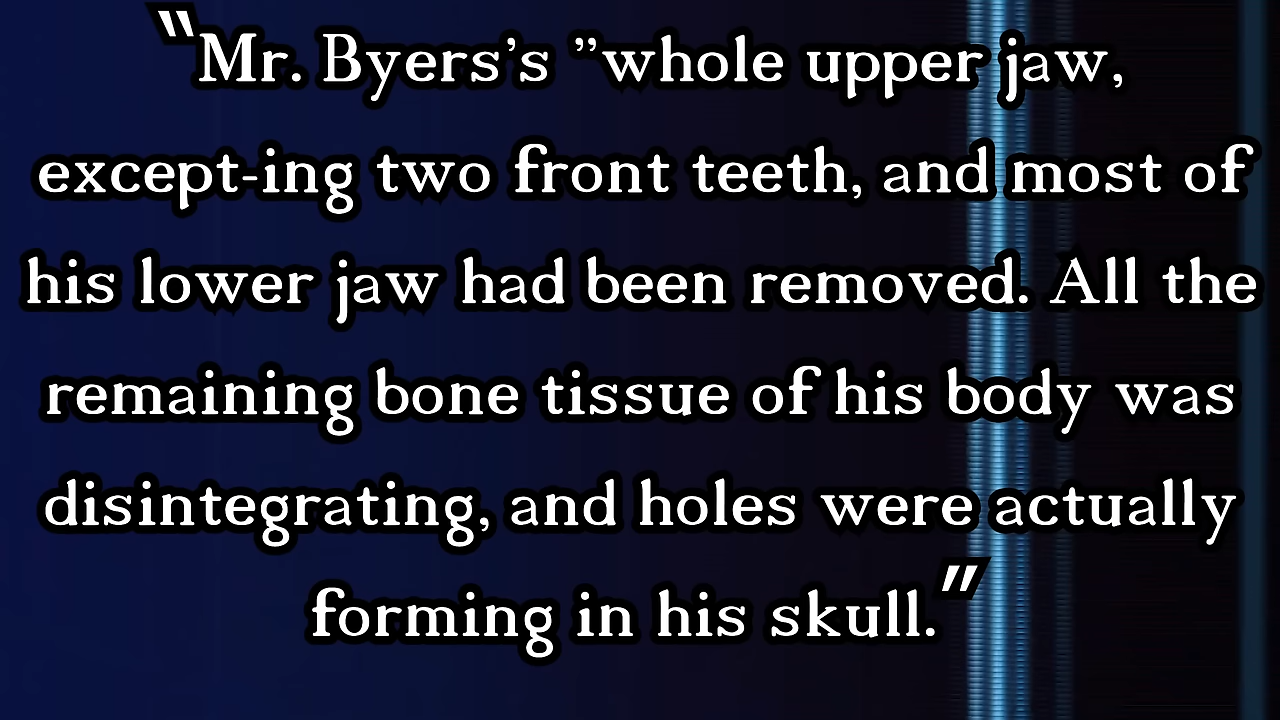 "Mr. Byers’s ”whole upper jaw,
except-ing two front teeth, and most of
his lower jaw had been removed. All the
remaining bone tissue of his body was
disintegrating, and holes were actually
forming in his skull."